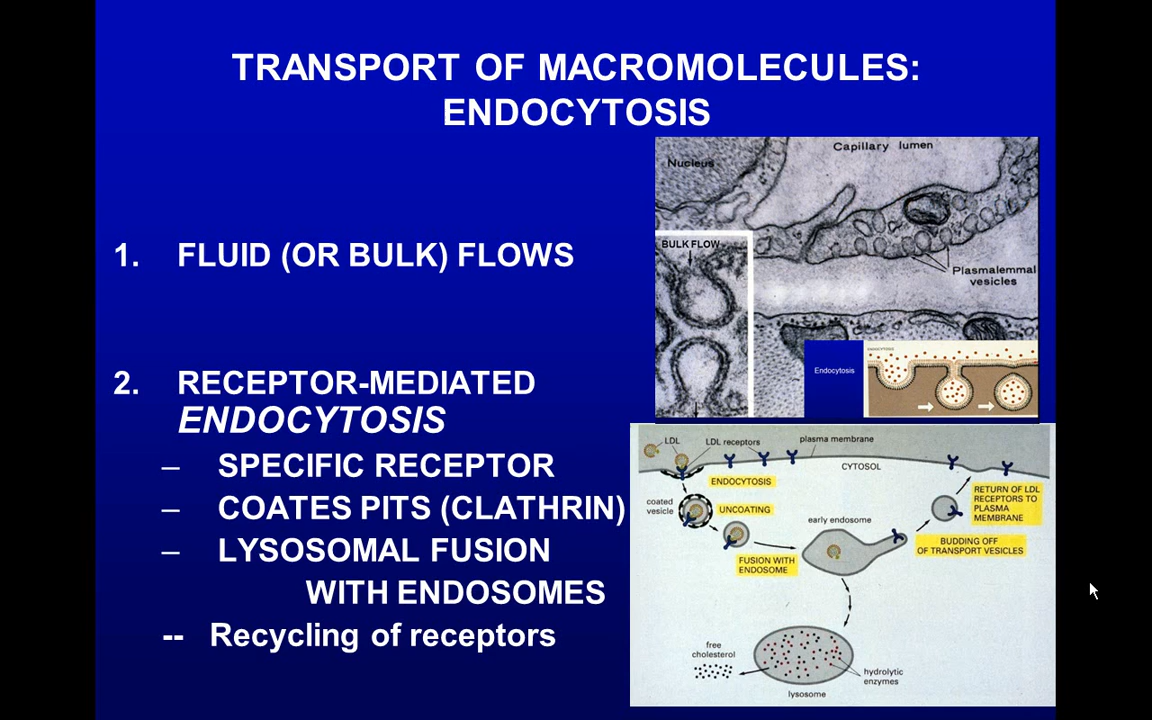 TRANSPORT OF MACROMOLECULES:
ENDOCYTOSIS
1. FLUID (OR BULK) FLOWS
2. RECEPTOR-MEDIATED
ENDOCYTOSIS
– SPECIFIC RECEPTOR
– COATES PITS (CLATHRIN)
– LYSOSOMAL FUSION
WITH ENDOSOMES
-- Recycling of receptors
Capillary lumen
Nucleus
BULK FLOW
Plasmalemmal
vesicles
Endocytosis
ENDOCYTOSIS
LDL
LDL receptors
plasma membrane
CYTOSOL
ENDOCYTOSIS
coated
vesicle
UNCOATING
early endosome
RETURN OF LDL
RECEPTORS TO
PLASMA
MEMBRANE
BUDDING OFF
OF TRANSPORT VESICLES
FUSION WITH
ENDOSOME
free
cholesterol
hydrolytic
enzymes
lysosome